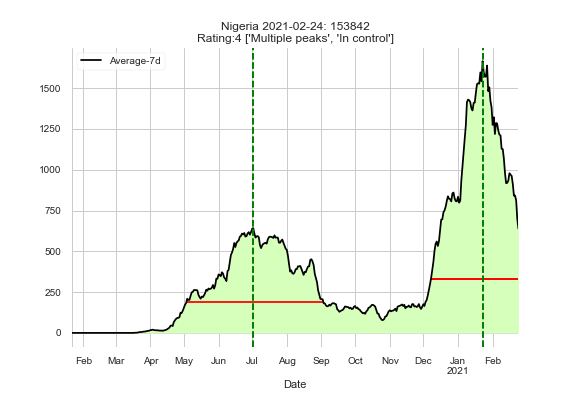 Nigeria 2021-02-24: 153842
Rating:4 ['Multiple peaks', 'In control']
Average-7d
1500
1250
1000
750
500
250
0
Feb Mar Apr May Jun Jul Aug Sep Oct Nov Dec Jan Feb
2021
Date